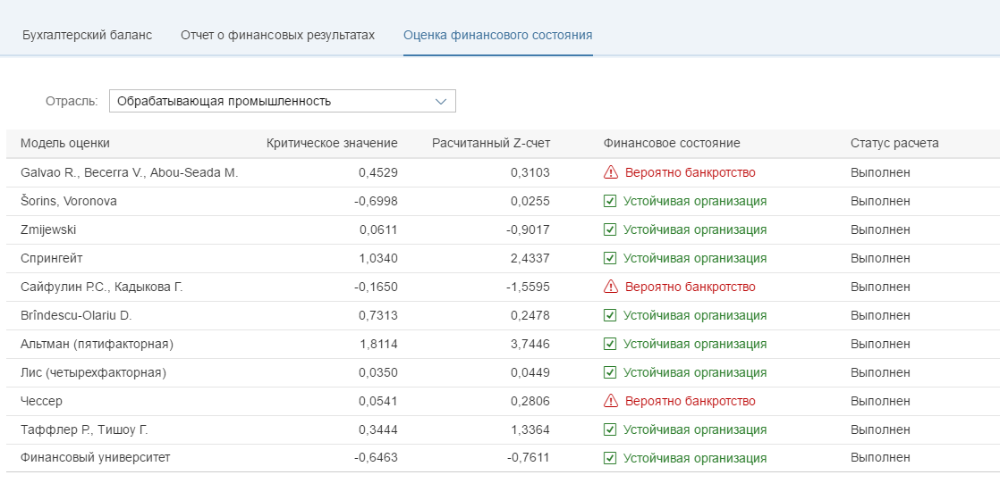 Бухгалтерский баланс Отчет о финансовых результатах Оценка финансового состояния
Отрасль: Обрабатывающая промышленность
Модель оценки Критическое значение Расчитанный Z-счет Финансовое состояние Статус расчета
Galvao R., Becerra V., Abou-Seada M. 0,4529 0,3103 Вероятно банкротство Выполнен
Šorins, Voronova -0,6998 0,0255 Устойчивая организация Выполнен
Zmijewski 0,0611 -0,9017 Устойчивая организация Выполнен
Спрингейт 1,0340 2,4337 Устойчивая организация Выполнен
Сайфулин Р.С., Кадыкова Г. -0,1650 -1,5595 Вероятно банкротство Выполнен
Brîndescu-Olariu D. 0,7313 0,2478 Устойчивая организация Выполнен
Альтман (пятифакторная) 1,8114 3,7446 Устойчивая организация Выполнен
Лис (четырехфакторная) 0,0350 0,0449 Устойчивая организация Выполнен
Чессер 0,0541 0,2806 Вероятно банкротство Выполнен
Таффлер Р., Тишоу Г. 0,3444 1,3364 Устойчивая организация Выполнен
Финансовый университет -0,6463 -0,7611 Устойчивая организация Выполнен